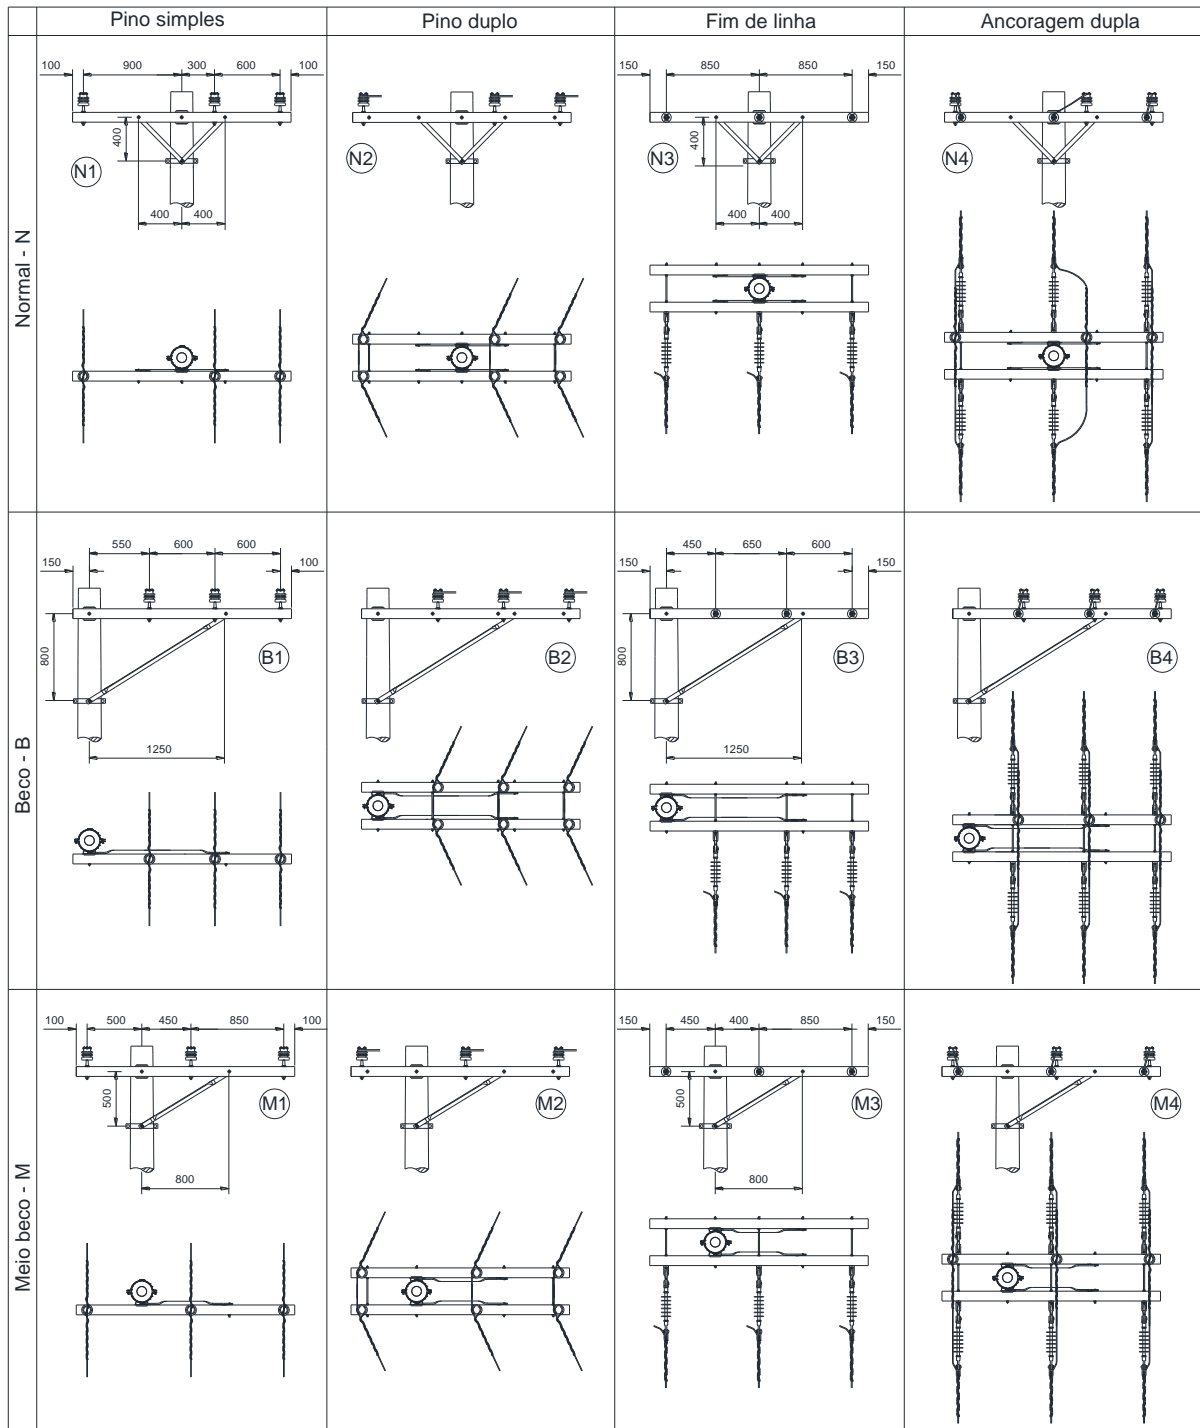 Pino simples
Pino duplo
Fim de linha
Ancoragem dupla
Normal - N
100 900 300 600 100
400
N1
400 400
N2
150 850 850 150
400
N3
400 400
N4
Beco - B
550 600 600
150 100
800
B1
1250
B2
450 650 600
150 150
800
B3
1250
B4
Meio beco - M
100 500 450 850 100
500
M1
800
M2
150 450 400 850 150
500
M3
800
M4